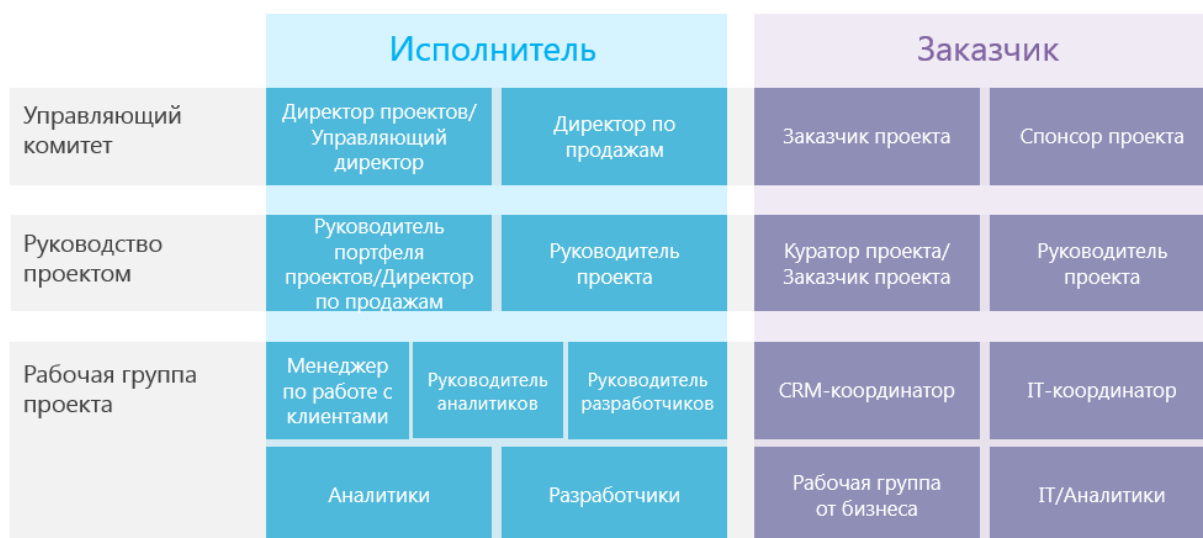 Исполнитель
Заказчик
Управляющий
комитет
Директор проектов/
Управляющий
директор
Директор по
продажам
Заказчик проекта
Спонсор проекта
Руководство
проектом
Руководитель
портфеля
проектов/Директор
по продажам
Руководитель
проекта
Куратор проекта/
Заказчик проекта
Руководитель
проекта
Рабочая группа
проекта
Менеджер
по работе с
клиентами
Руководитель
аналитиков
Руководитель
разработчиков
CRM-координатор
IT-координатор
Аналитики
Разработчики
Рабочая группа
от бизнеса
IT/Аналитики